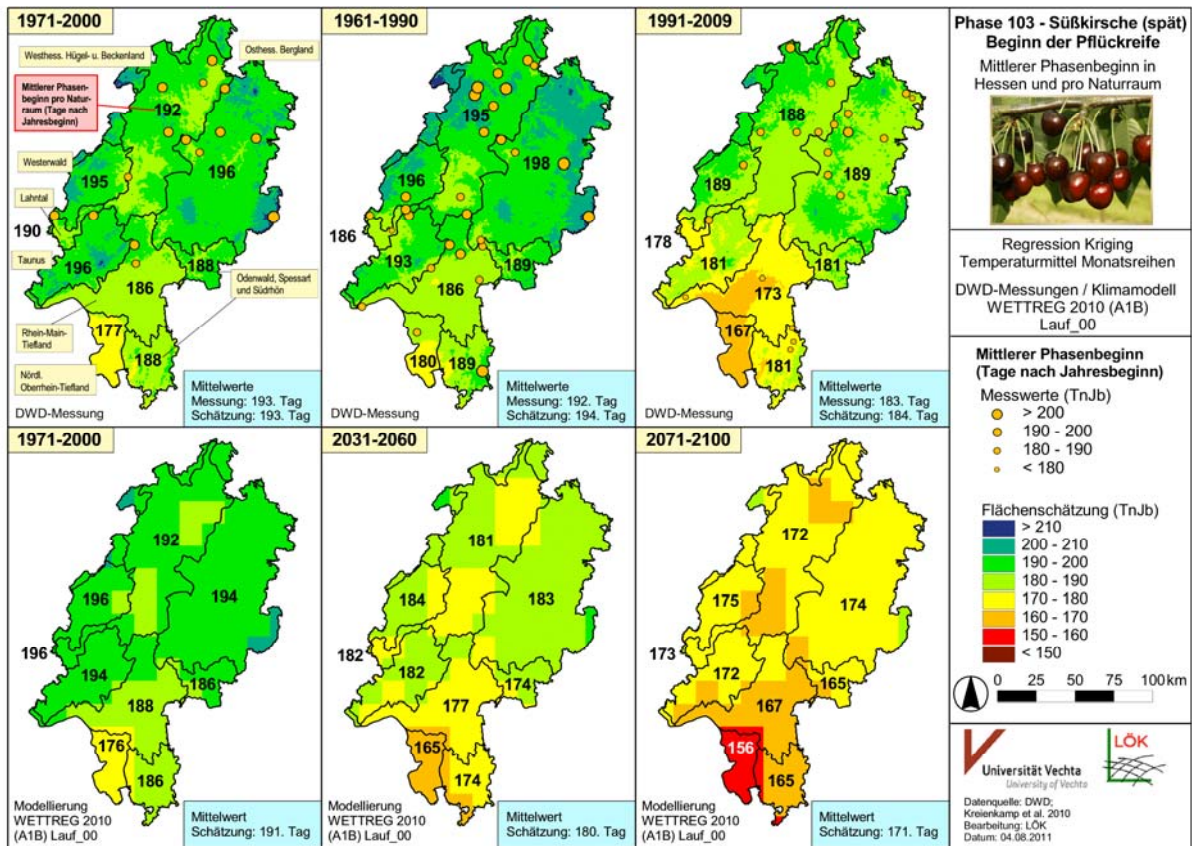 1971-2000
Westhess. Hügel- u. Beckenland
Osthess. Bergland
Mittlerer Phasen-
beginn pro Natur-
raum (Tage nach
Jahresbeginn)
192
Westerwald
195
196
Lahntal
190
Taunus
196
188
186
Odenwald, Spessart
und Südrhön
Rhein-Main-
Tiefland
177
188
Nördl.
Oberrhein-Tiefland
DWD-Messung
Mittelwerte
Messung: 193. Tag
Schätzung: 193. Tag
1961-1990
195
198
196
186
193
189
186
180
189
DWD-Messung
Mittelwerte
Messung: 192. Tag
Schätzung: 194. Tag
1991-2009
188
189
189
178
181
181
173
167
181
Mittelwerte
Messung: 183. Tag
Schätzung: 184. Tag
1971-2000
192
196
194
196
194
186
188
176
186
Modellierung
WETTREG 2010
(A1B) Lauf_00
Mittelwert
Schätzung: 191. Tag
2031-2060
181
184
183
182
182
174
177
165
174
Modellierung
WETTREG 2010
(A1B) Lauf_00
Mittelwert
Schätzung: 180. Tag
2071-2100
172
175
174
173
172
165
167
156
165
Modellierung
WETTREG 2010
(A1B) Lauf_00
Mittelwert
Schätzung: 171. Tag
Phase 103 - Süßkirsche (spät)
Beginn der Pflückreife
Mittlerer Phasenbeginn in
Hessen und pro Naturraum
Regression Kriging
Temperaturmittel Monatsreihen
DWD-Messungen / Klimamodell
WETTREG 2010 (A1B)
Lauf_00
Mittlerer Phasenbeginn
(Tage nach Jahresbeginn)
Messwerte (TnJb)
> 200
190 - 200
180 - 190
< 180
Flächenschätzung (TnJb)
> 210
200 - 210
190 - 200
180 - 190
170 - 180
160 - 170
150 - 160
< 150
0 25 50 75 100 km
Universität Vechta
University of Vechta
LÖK
Datenquelle: DWD;
Kreienkamp et al. 2010
Bearbeitung: LÖK
Datum: 04.08.2011